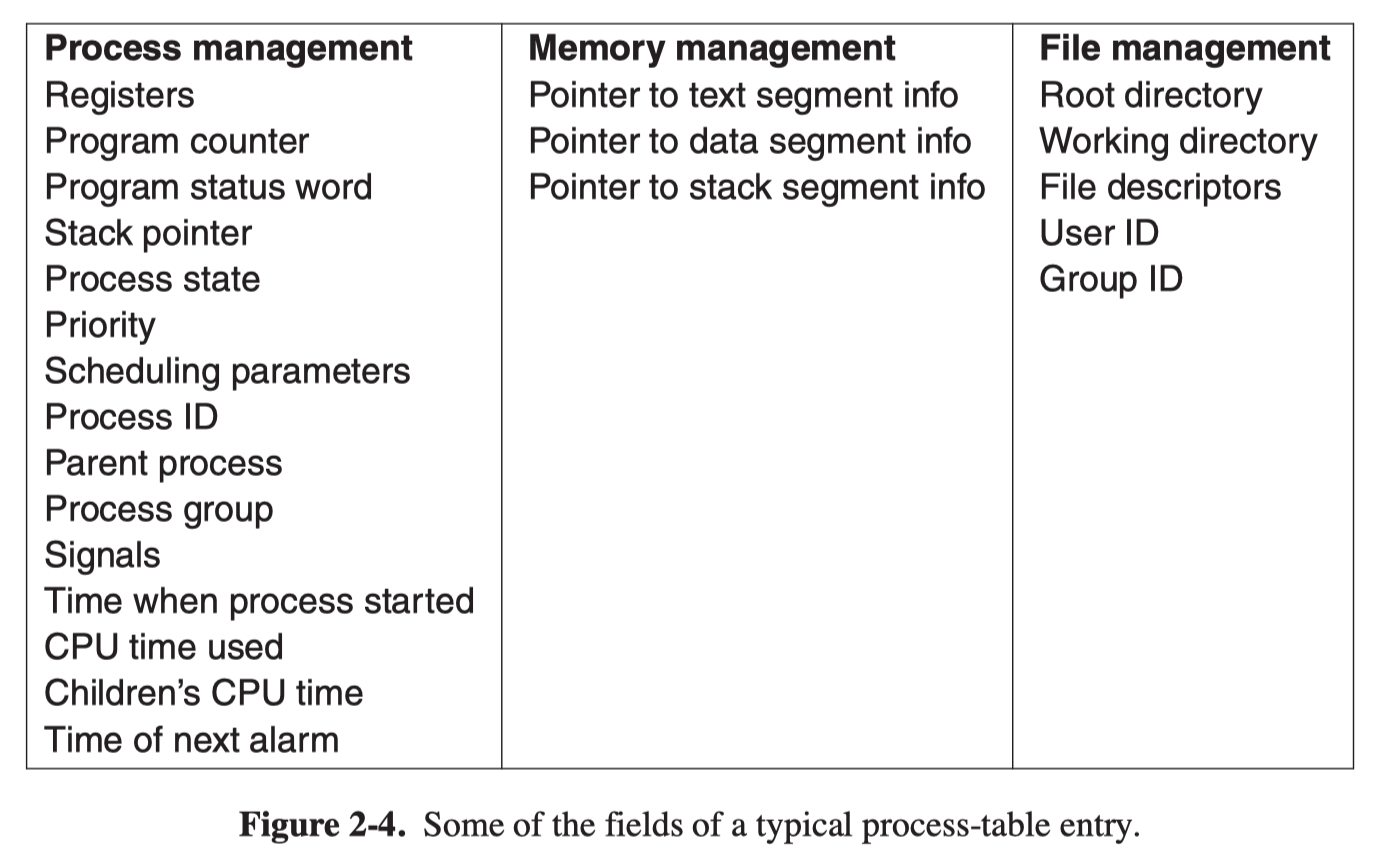 Process management
Registers
Program counter
Program status word
Stack pointer
Process state
Priority
Scheduling parameters
Process ID
Parent process
Process group
Signals
Time when process started
CPU time used
Children’s CPU time
Time of next alarm
Memory management
Pointer to text segment info
Pointer to data segment info
Pointer to stack segment info
File management
Root directory
Working directory
File descriptors
User ID
Group ID
Figure 2-4. Some of the fields of a typical process-table entry.